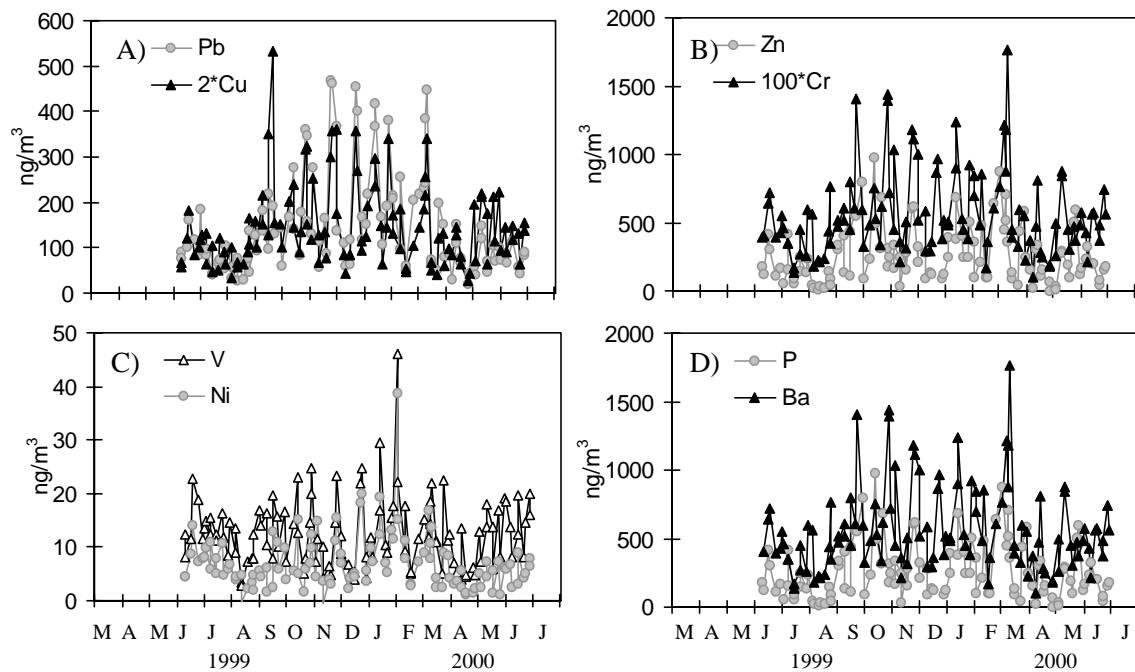 A)
Pb
2*Cu
600
500
400
300
200
100
0
ng/m³
M A M J J A S O N D J F M A M J J
B)
Zn
100*Cr
2000
1500
1000
500
0
ng/m³
M A M J J A S O N D J F M A M J J
C)
V
Ni
50
40
30
20
10
0
ng/m³
M A M J J A S O N D J F M A M J J
1999 2000
D)
P
Ba
2000
1500
1000
500
0
ng/m³
M A M J J A S O N D J F M A M J J
1999 2000